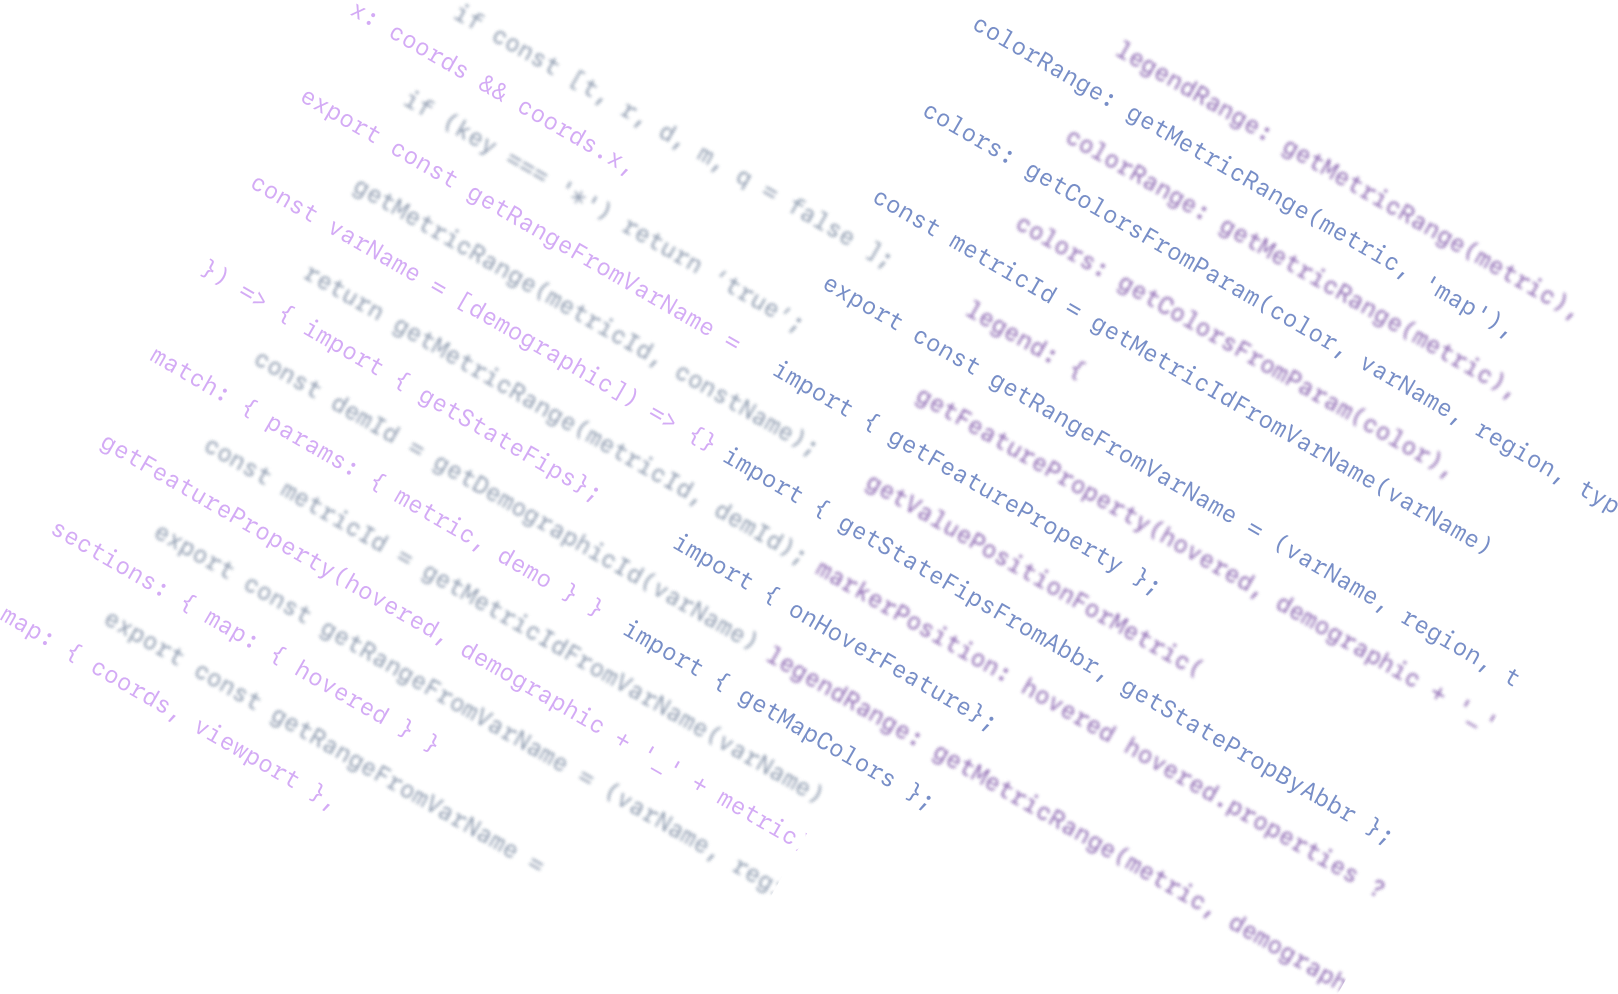 x: coords && coords.x,
export const getRangeFromVarName =
const varName = [demographic]) => {}
}) => { import { getStateFips};
match: { params: { metric, demo } }
getFeatureProperty(hovered, demographic + '_' + metric
sections: { map: { hovered } }
map: { coords, viewport },
if const [t, r, d, m, q = false ];
if (key === '*') return ‘true’;
getMetricRange(metricId, constName);
return getMetricRange(metricId, demId);
const demId = getDemographicId(varName)
const metricId = getMetricIdFromVarName(varName)
export const getRangeFromVarName = (varName, reg
export const getRangeFromVarName =
colorRange: getMetricRange(metric, 'map'),
colors: getColorsFromParam(color, varName, region, typ
const metricId = getMetricIdFromVarName(varName)
export const getRangeFromVarName = (varName, region, t
import { getFeatureProperty };
import { getStateFipsFromAbbr, getStatePropByAbbr };
import { onHoverFeature};
import { getMapColors };
legendRange: getMetricRange(metric),
colorRange: getMetricRange(metric),
colors: getColorsFromParam(color),
legend: {
getFeatureProperty(hovered, demographic + '_'
getValuePositionForMetric(
markerPosition: hovered hovered.properties ?
legendRange: getMetricRange(metric, demograph